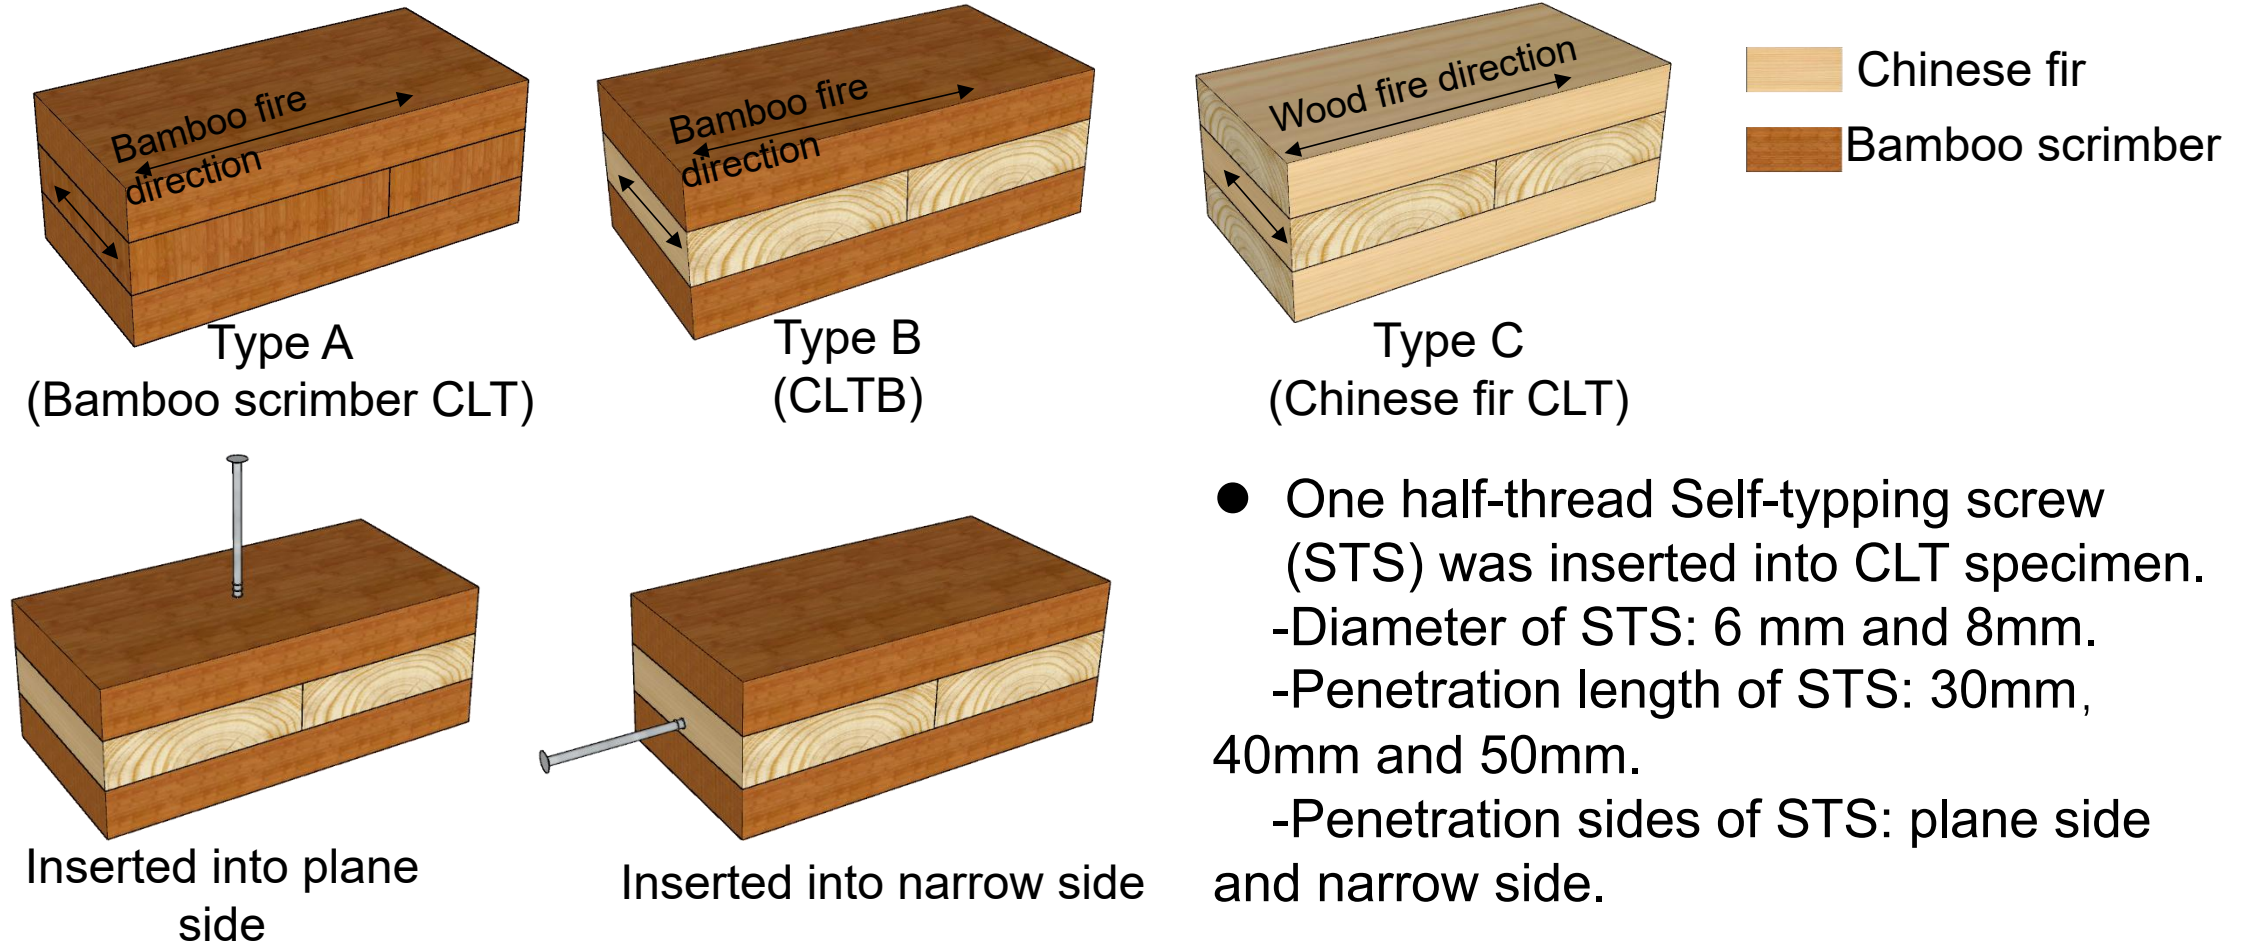 Bamboo fire
direction
Type A
(Bamboo scrimber CLT)
Bamboo fire
direction
Type B
(CLTB)
Wood fire direction
Type C
(Chinese fir CLT)
Chinese fir
Bamboo scrimber
Inserted into plane
side
Inserted into narrow side
● One half-thread Self-typping screw
(STS) was inserted into CLT specimen.
-Diameter of STS: 6 mm and 8mm.
-Penetration length of STS: 30mm,
40mm and 50mm.
-Penetration sides of STS: plane side
and narrow side.